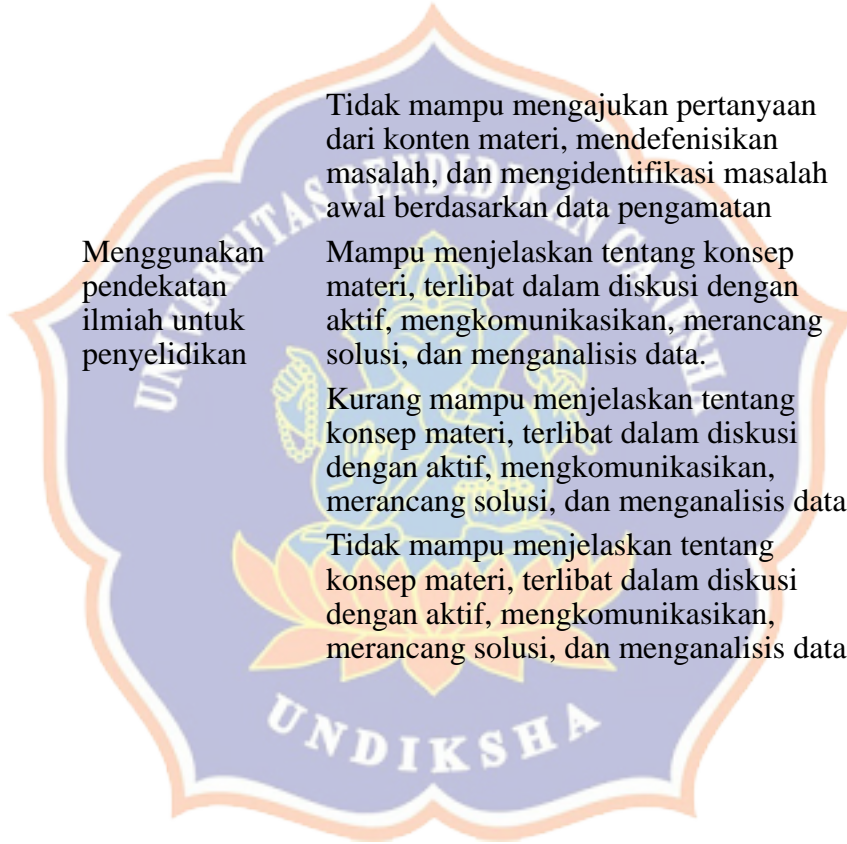 Tidak mampu mengajukan pertanyaan
dari konten materi, mendefenisikan
masalah, dan mengidentifikasi masalah
awal berdasarkan data pengamatan
Menggunakan
pendekatan
ilmiah untuk
penyelidikan
Mampu menjelaskan tentang konsep
materi, terlibat dalam diskusi dengan
aktif, mengkomunikasikan, merancang
solusi, dan menganalisis data.
Kurang mampu menjelaskan tentang
konsep materi, terlibat dalam diskusi
dengan aktif, mengkomunikasikan,
merancang solusi, dan menganalisis data
Tidak mampu menjelaskan tentang
konsep materi, terlibat dalam diskusi
dengan aktif, mengkomunikasikan,
merancang solusi, dan menganalisis data
UNIVERSITAS PENDIDIKAN GANESHA
UNDIKSHA